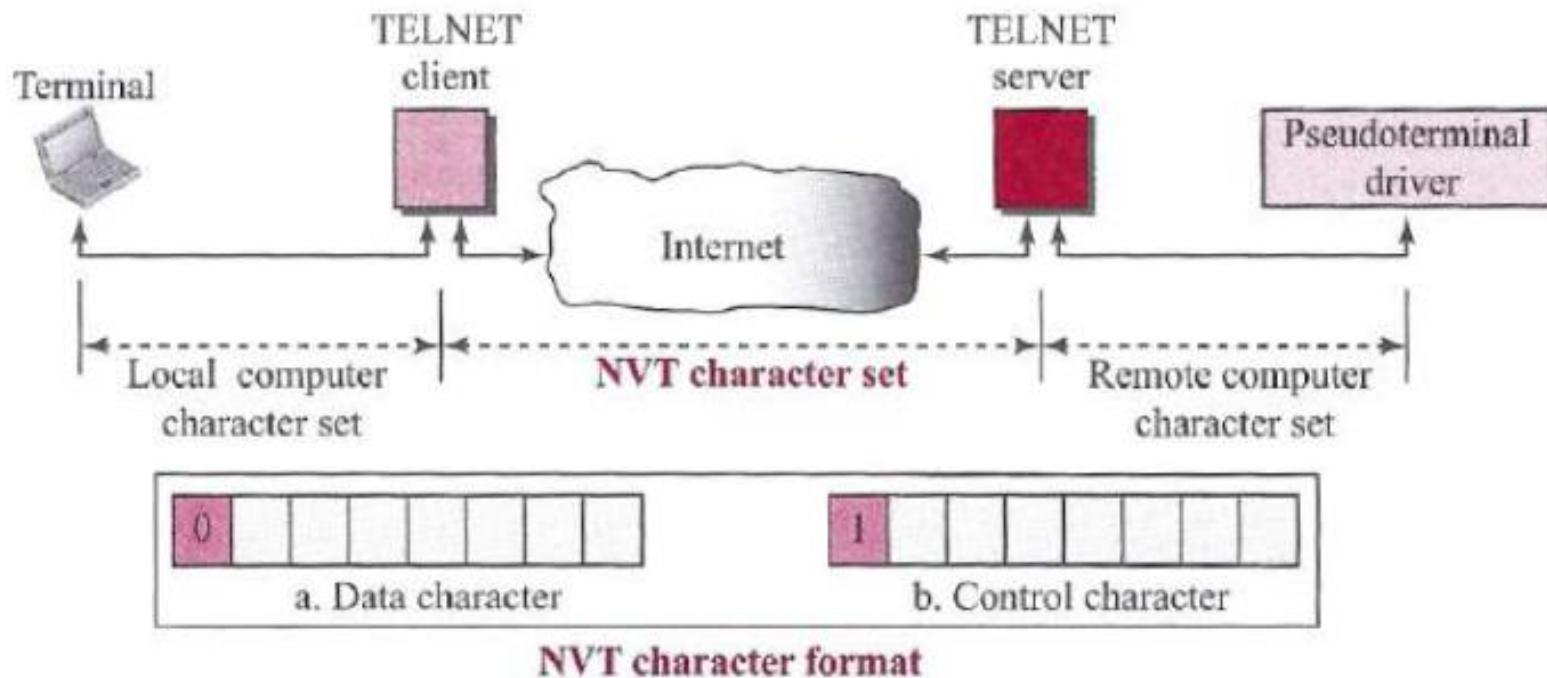 TELNET
client
TELNET
server
Terminal
Pseudoterminal
driver
Internet
Local computer
character set
NVT character set
Remote computer
character set
0
1
a. Data character
b. Control character
NVT character format